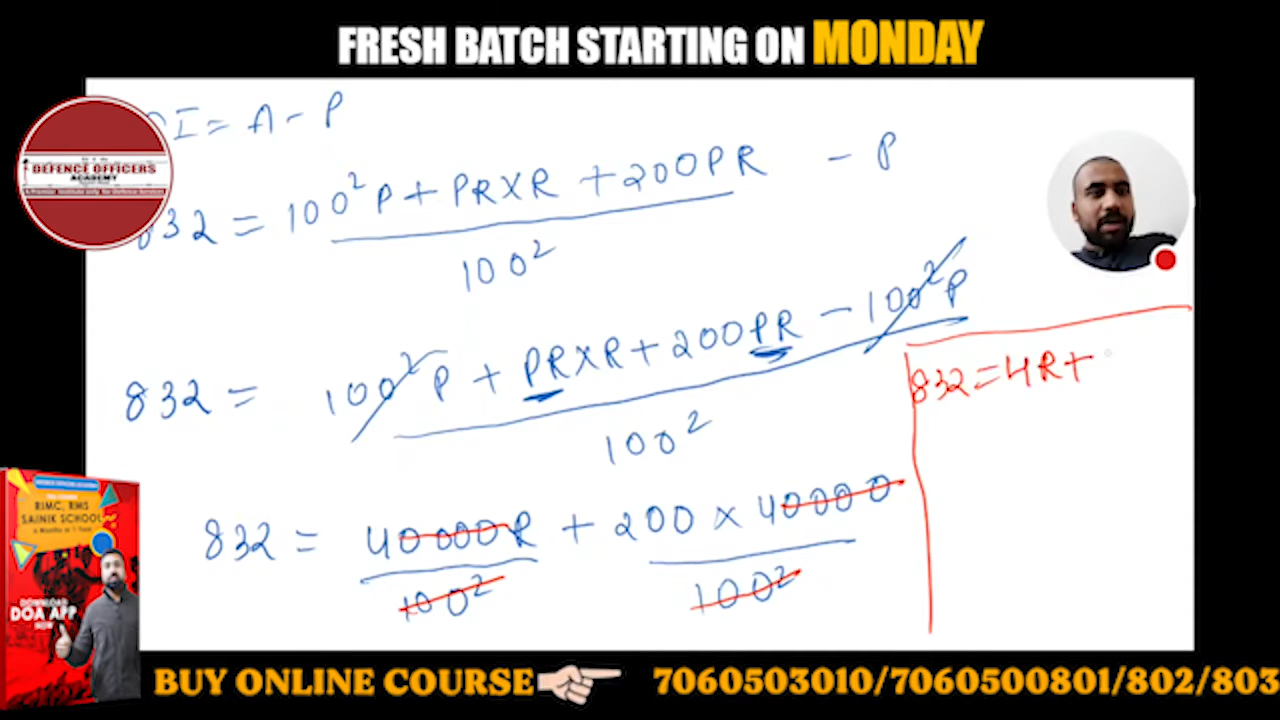 FRESH BATCH STARTING ON MONDAY
I = A - P
DEFENCE OFFICERS
ACADEMY
832 = 100²P + PR×R + 200PR - P
100²
832 = 100²P + PR×R + 200PR - 100²P
100²
832 = 4R +
832 = 40000R + 200 × 40000
100² 100²
RIMC, RMS
SAINIK SCHOOL
DOWNLOAD
DOA APP
NOW
BUY ONLINE COURSE 7060503010/7060500801/802/803